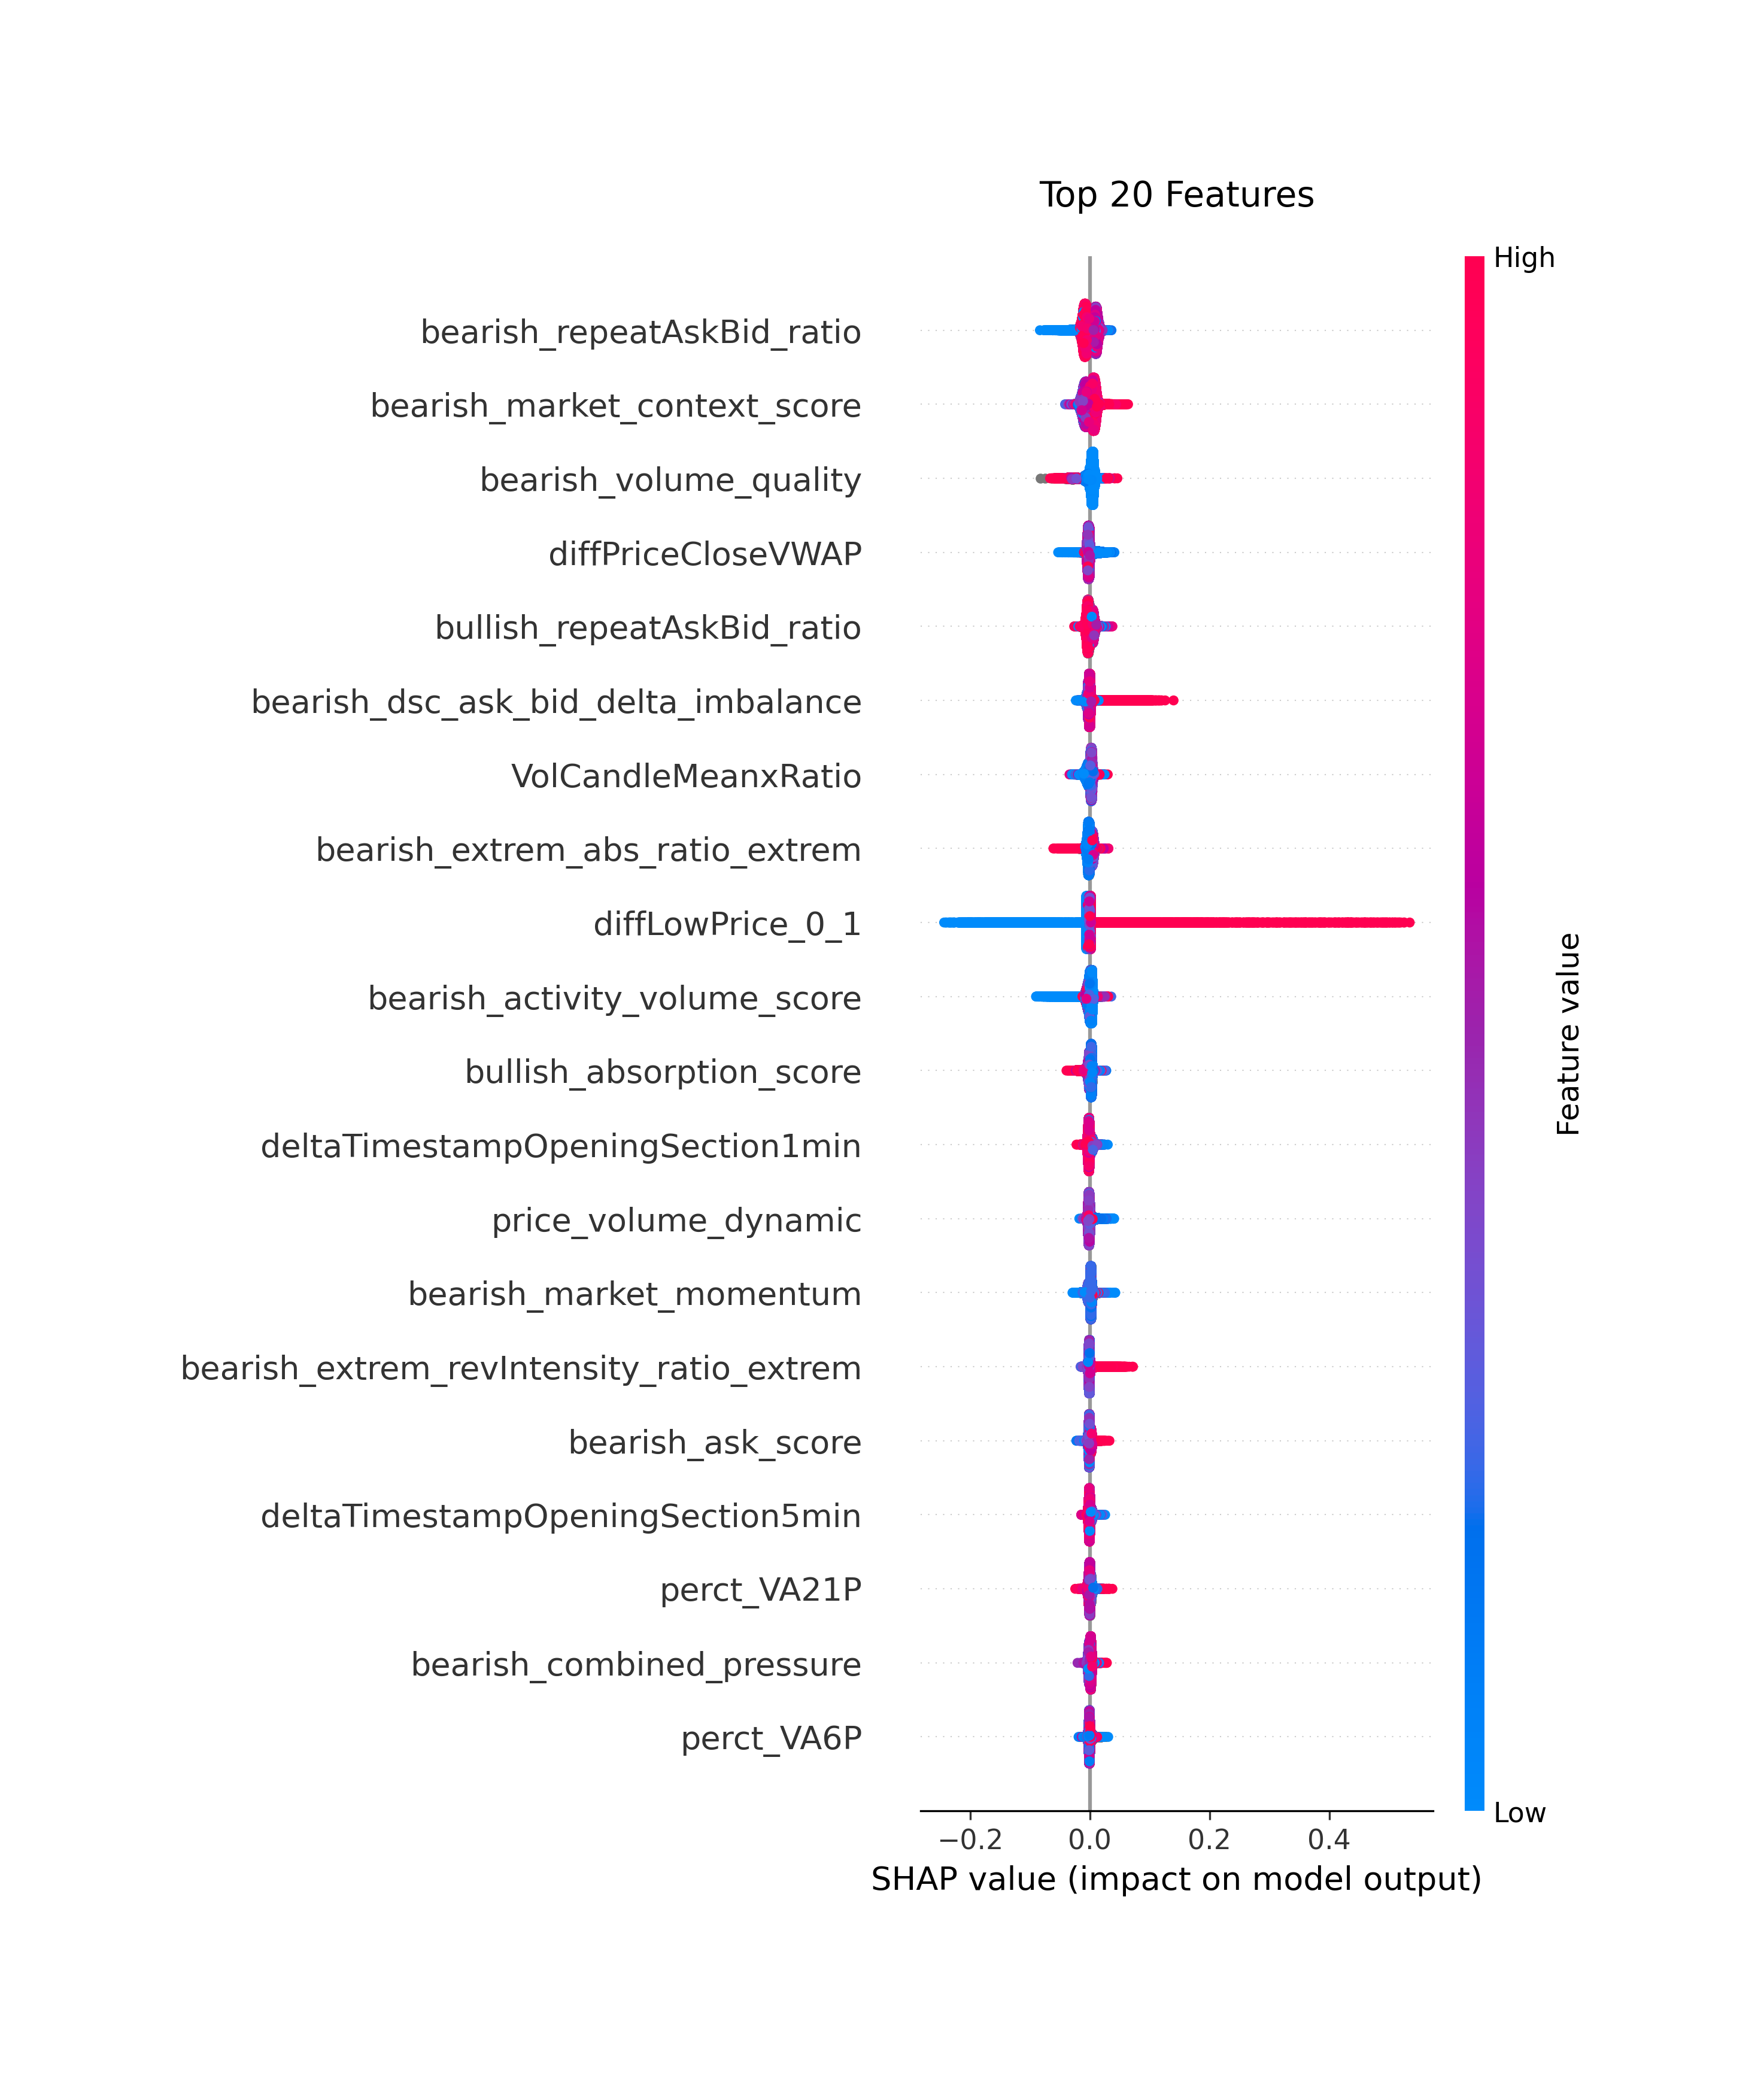 Top 20 Features
High
bearish_repeatAskBid_ratio
bearish_market_context_score
bearish_volume_quality
diffPriceCloseVWAP
bullish_repeatAskBid_ratio
bearish_dsc_ask_bid_delta_imbalance
VolCandleMeanxRatio
bearish_extrem_abs_ratio_extrem
diffLowPrice_0_1
bearish_activity_volume_score
bullish_absorption_score
deltaTimestampOpeningSection1min
price_volume_dynamic
bearish_market_momentum
bearish_extrem_revIntensity_ratio_extrem
bearish_ask_score
deltaTimestampOpeningSection5min
perct_VA21P
bearish_combined_pressure
perct_VA6P
Feature value
Low
−0.2 0.0 0.2 0.4
SHAP value (impact on model output)